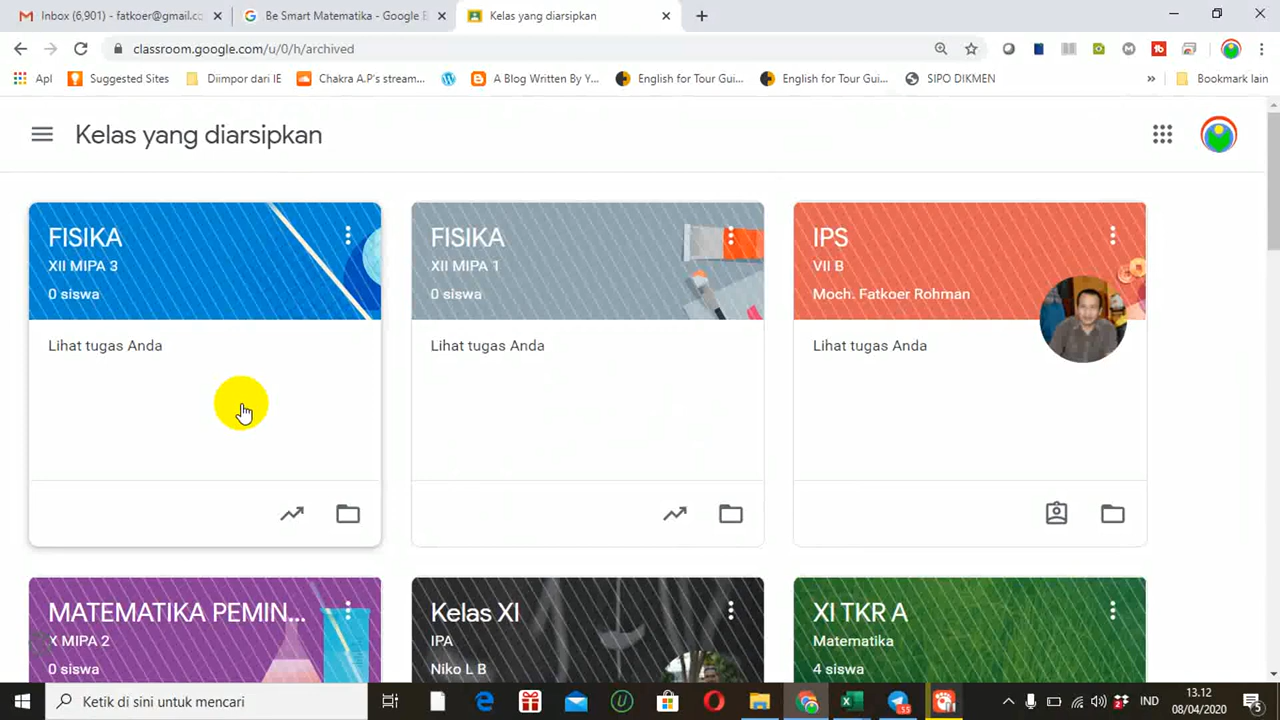 Inbox (6,901) - fatkoer@gmail.cc
Be Smart Matematika - Google B
Kelas yang diarsipkan
classroom.google.com/u/0/h/archived
Apl
Suggested Sites
Diimpor dari IE
Chakra A.P's stream...
A Blog Written By Y...
English for Tour Gui...
English for Tour Gui...
SIPO DIKMEN
»
Bookmark lain
Kelas yang diarsipkan
FISIKA
XII MIPA 3
0 siswa
Lihat tugas Anda
FISIKA
XII MIPA 1
0 siswa
Lihat tugas Anda
IPS
VII B
Moch. Fatkoer Rohman
Lihat tugas Anda
MATEMATIKA PEMIN...
X MIPA 2
0 siswa
Kelas XI
IPA
Niko L B
XI TKR A
Matematika
4 siswa
Ketik di sini untuk mencari
55
IND
13.12
08/04/2020
5